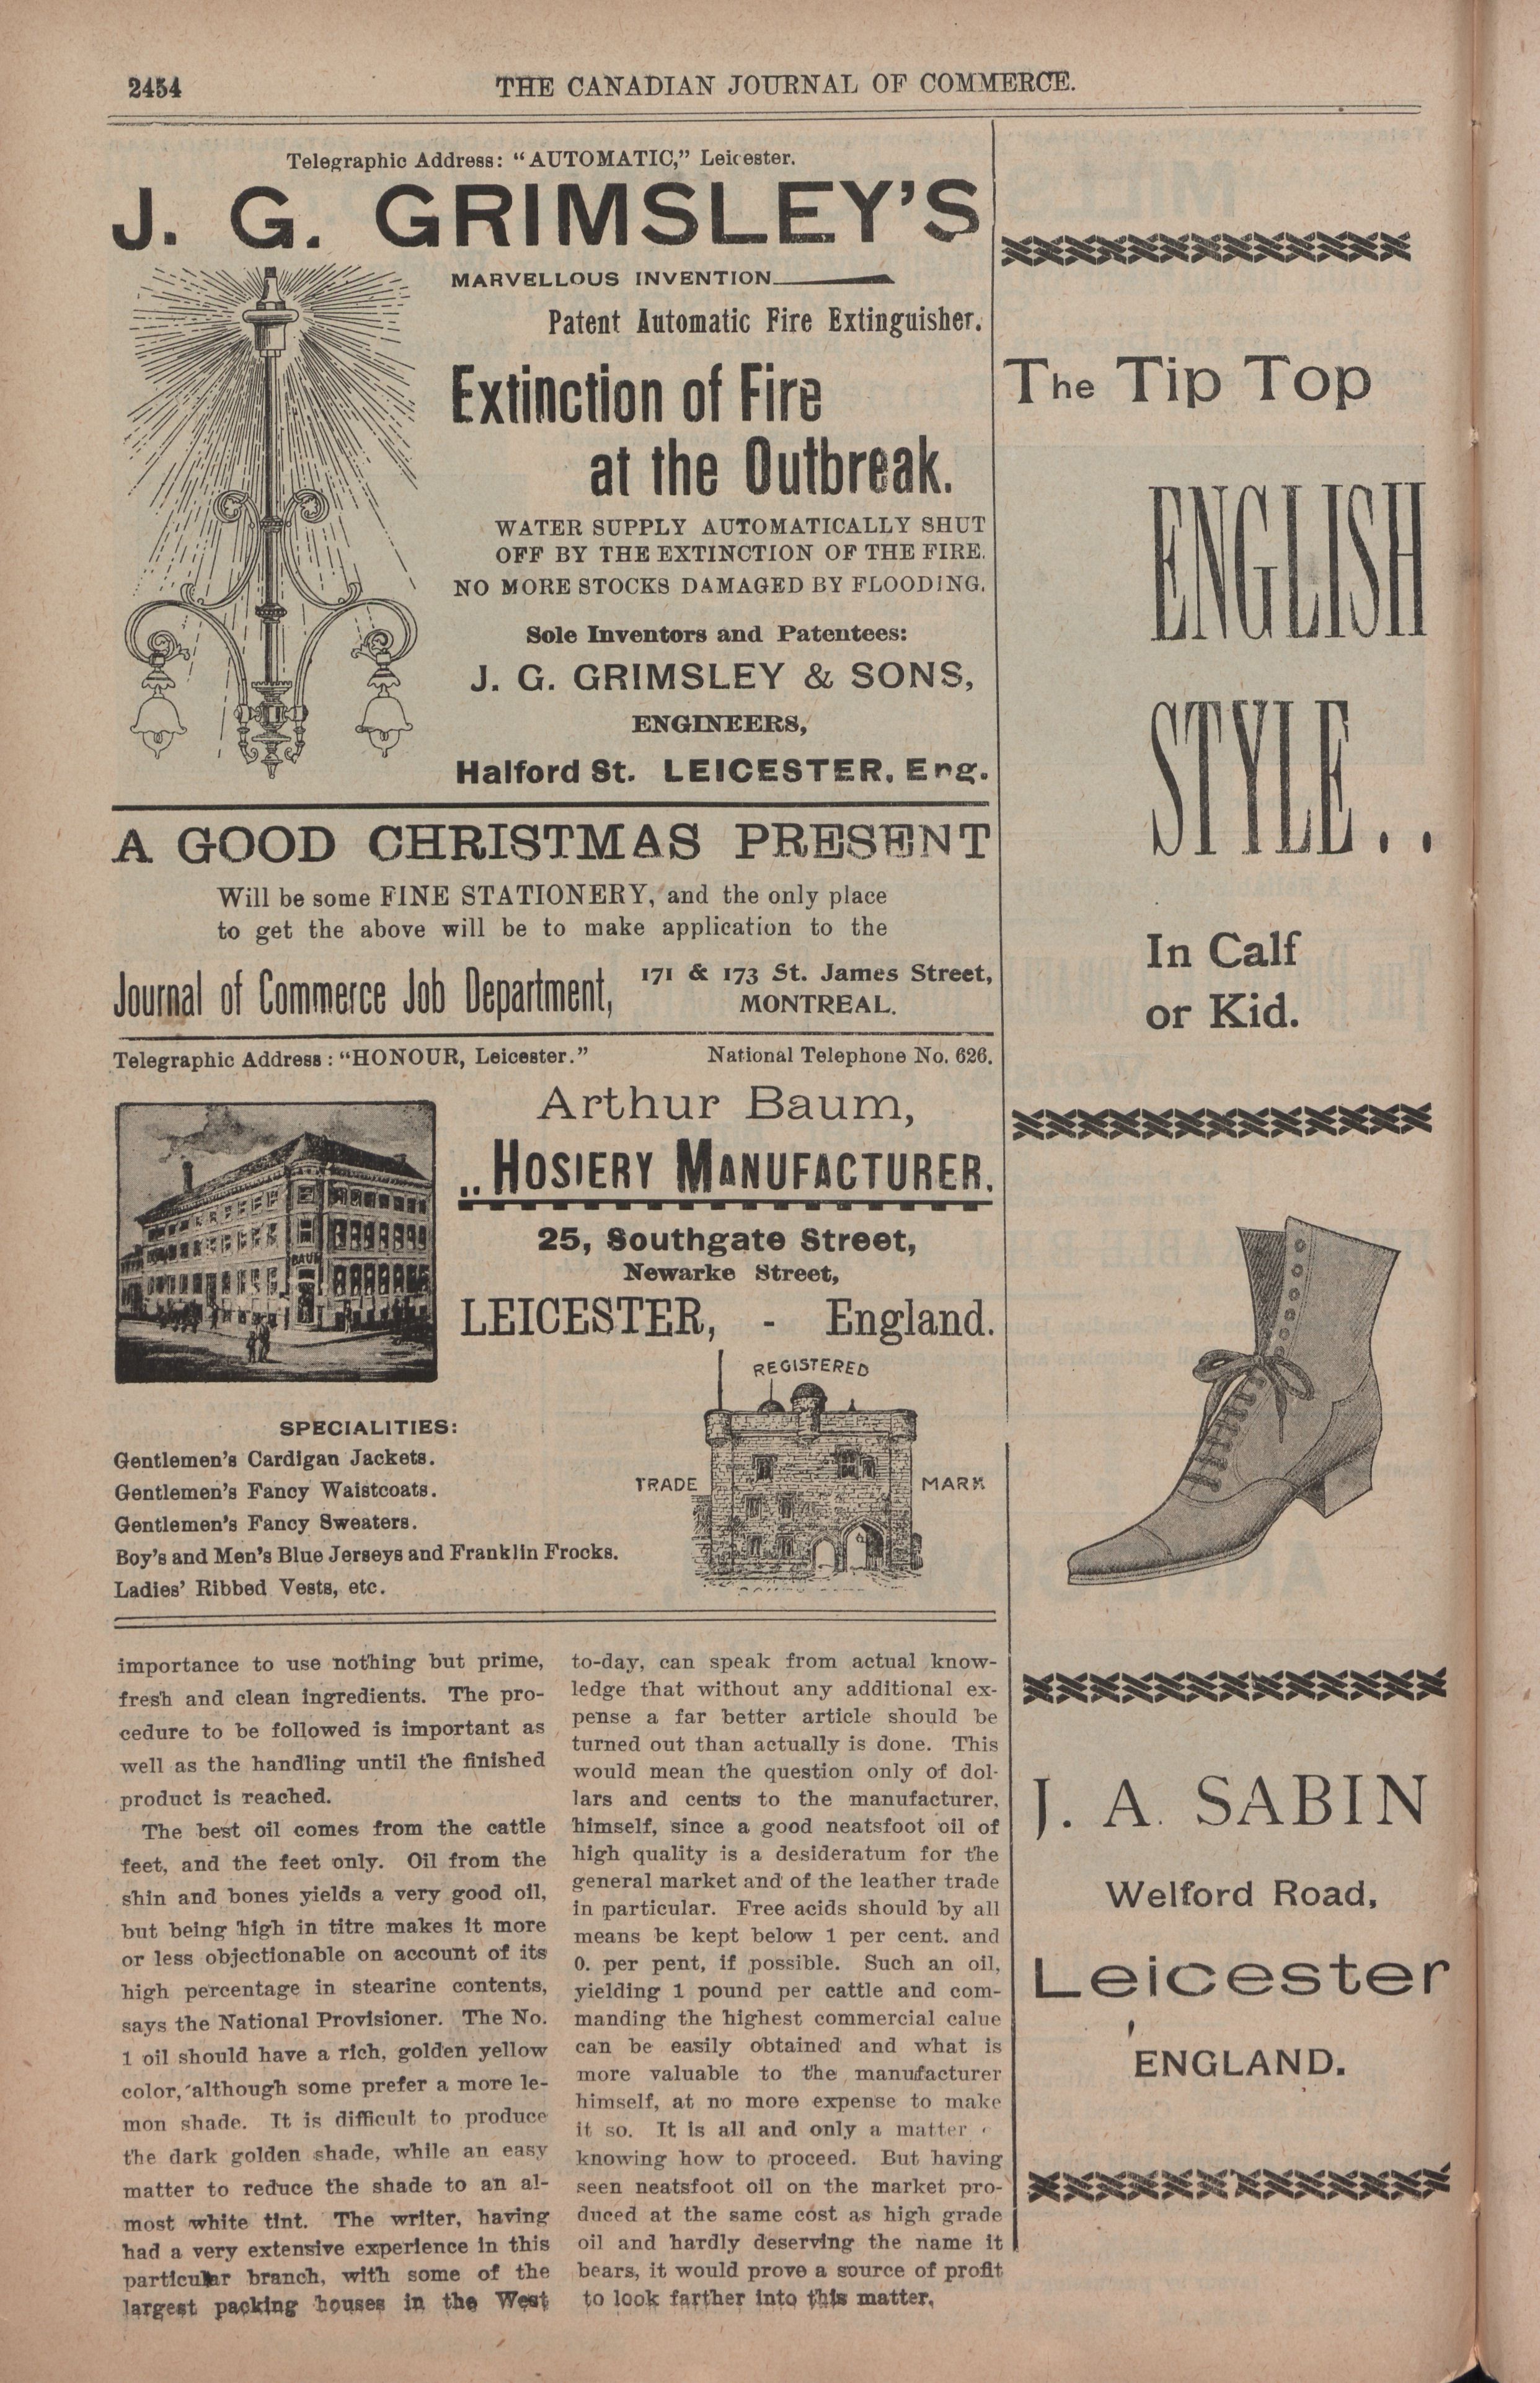 2454
THE CANADIAN JOURNAL OF COMMERCE.
Telegraphic Address: "AUTOMATIC," Leicester.
J. G. GRIMSLEY'S
MARVELLOUS INVENTION
Patent Automatic Fire Extinguisher.
Extinction of Fire
at the Outbreak.
WATER SUPPLY AUTOMATICALLY SHUT
OFF BY THE EXTINCTION OF THE FIRE.
NO MORE STOCKS DAMAGED BY FLOODING.
Sole Inventors and Patentees:
J. G. GRIMSLEY & SONS,
ENGINEERS,
Halford St. LEICESTER, Eng.
A GOOD CHRISTMAS PRESENT
Will be some FINE STATIONERY, and the only place
to get the above will be to make application to the
Journal of Commerce Job Department,
171 & 173 St. James Street,
MONTREAL.
Telegraphic Address: "HONOUR, Leicester."
National Telephone No. 626.
Arthur Baum,
..HOSIERY MANUFACTURER.
25, Southgate Street,
Newarke Street,
LEICESTER, - England.
BAUM
REGISTERED
TRADE
MARK
SPECIALITIES:
Gentlemen's Cardigan Jackets.
Gentlemen's Fancy Waistcoats.
Gentlemen's Fancy Sweaters.
Boy's and Men's Blue Jerseys and Franklin Frocks.
Ladies' Ribbed Vests, etc.
importance to use nothing but prime,
fresh and clean ingredients. The pro-
cedure to be followed is important as
well as the handling until the finished
product is reached.
The best oil comes from the cattle
feet, and the feet only. Oil from the
shin and bones yields a very good oil,
but being high in titre makes it more
or less objectionable on account of its
high percentage in stearine contents,
says the National Provisioner. The No.
1 oil should have a rich, golden yellow
color, although some prefer a more le-
mon shade. It is difficult to produce
the dark golden shade, while an easy
matter to reduce the shade to an al-
most white tint. The writer, having
had a very extensive experience in this
particular branch, with some of the
largest packing houses in the West
to-day, can speak from actual know-
ledge that without any additional ex-
pense a far better article should be
turned out than actually is done. This
would mean the question only of dol-
lars and cents to the manufacturer,
himself, since a good neatsfoot oil of
high quality is a desideratum for the
general market and of the leather trade
in particular. Free acids should by all
means be kept below 1 per cent. and
0. per pent, if possible. Such an oil,
yielding 1 pound per cattle and com-
manding the highest commercial calue
can be easily obtained and what is
more valuable to the manufacturer
himself, at no more expense to make
it so. It is all and only a matter
knowing how to proceed. But having
seen neatsfoot oil on the market pro-
duced at the same cost as high grade
oil and hardly deserving the name it
bears, it would prove a source of profit
to look farther into this matter.
The Tip Top
ENGLISH
STYLE..
In Calf
or Kid.
J. A. SABIN
Welford Road,
Leicester
ENGLAND.